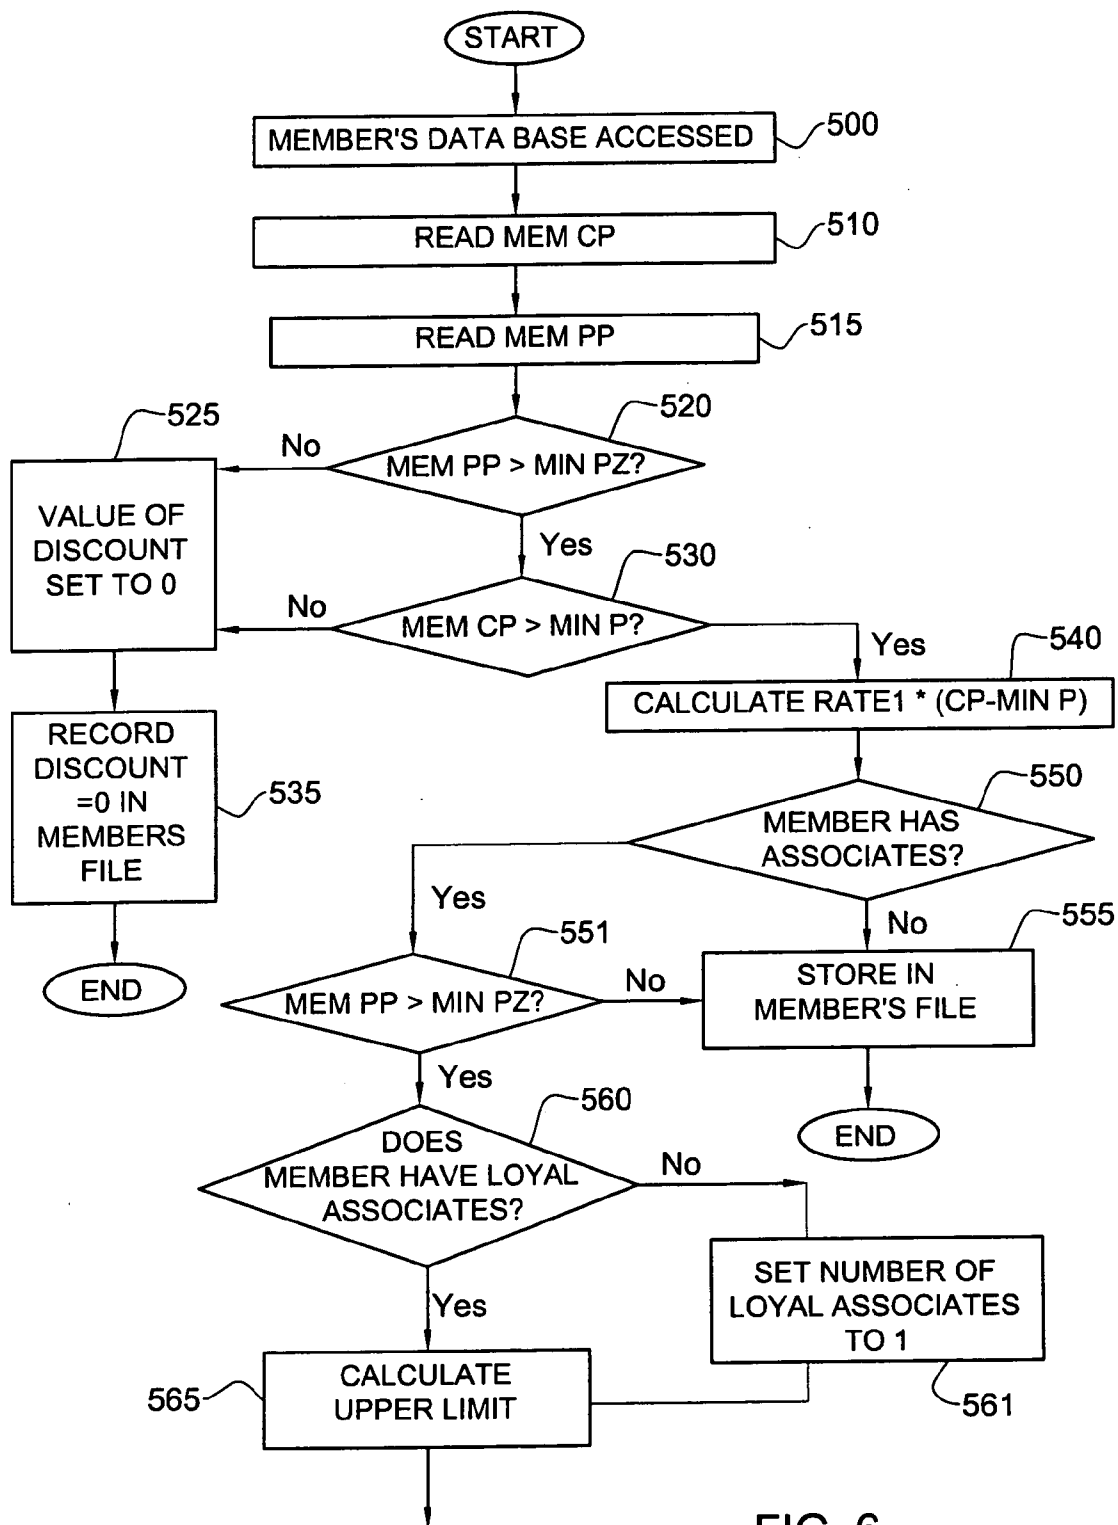 START
MEMBER'S DATA BASE ACCESSED
500
READ MEM CP
510
READ MEM PP
515
520
MEM PP > MIN PZ?
No
525
VALUE OF
DISCOUNT
SET TO 0
Yes
530
MEM CP > MIN P?
No
Yes
540
CALCULATE RATE1 * (CP-MIN P)
RECORD
DISCOUNT
=0 IN
MEMBERS
FILE
535
END
550
MEMBER HAS
ASSOCIATES?
Yes
No
555
STORE IN
MEMBER'S FILE
END
551
MEM PP > MIN PZ?
No
Yes
560
DOES
MEMBER HAVE LOYAL
ASSOCIATES?
No
Yes
SET NUMBER OF
LOYAL ASSOCIATES
TO 1
561
CALCULATE
UPPER LIMIT
565
FIG. 6